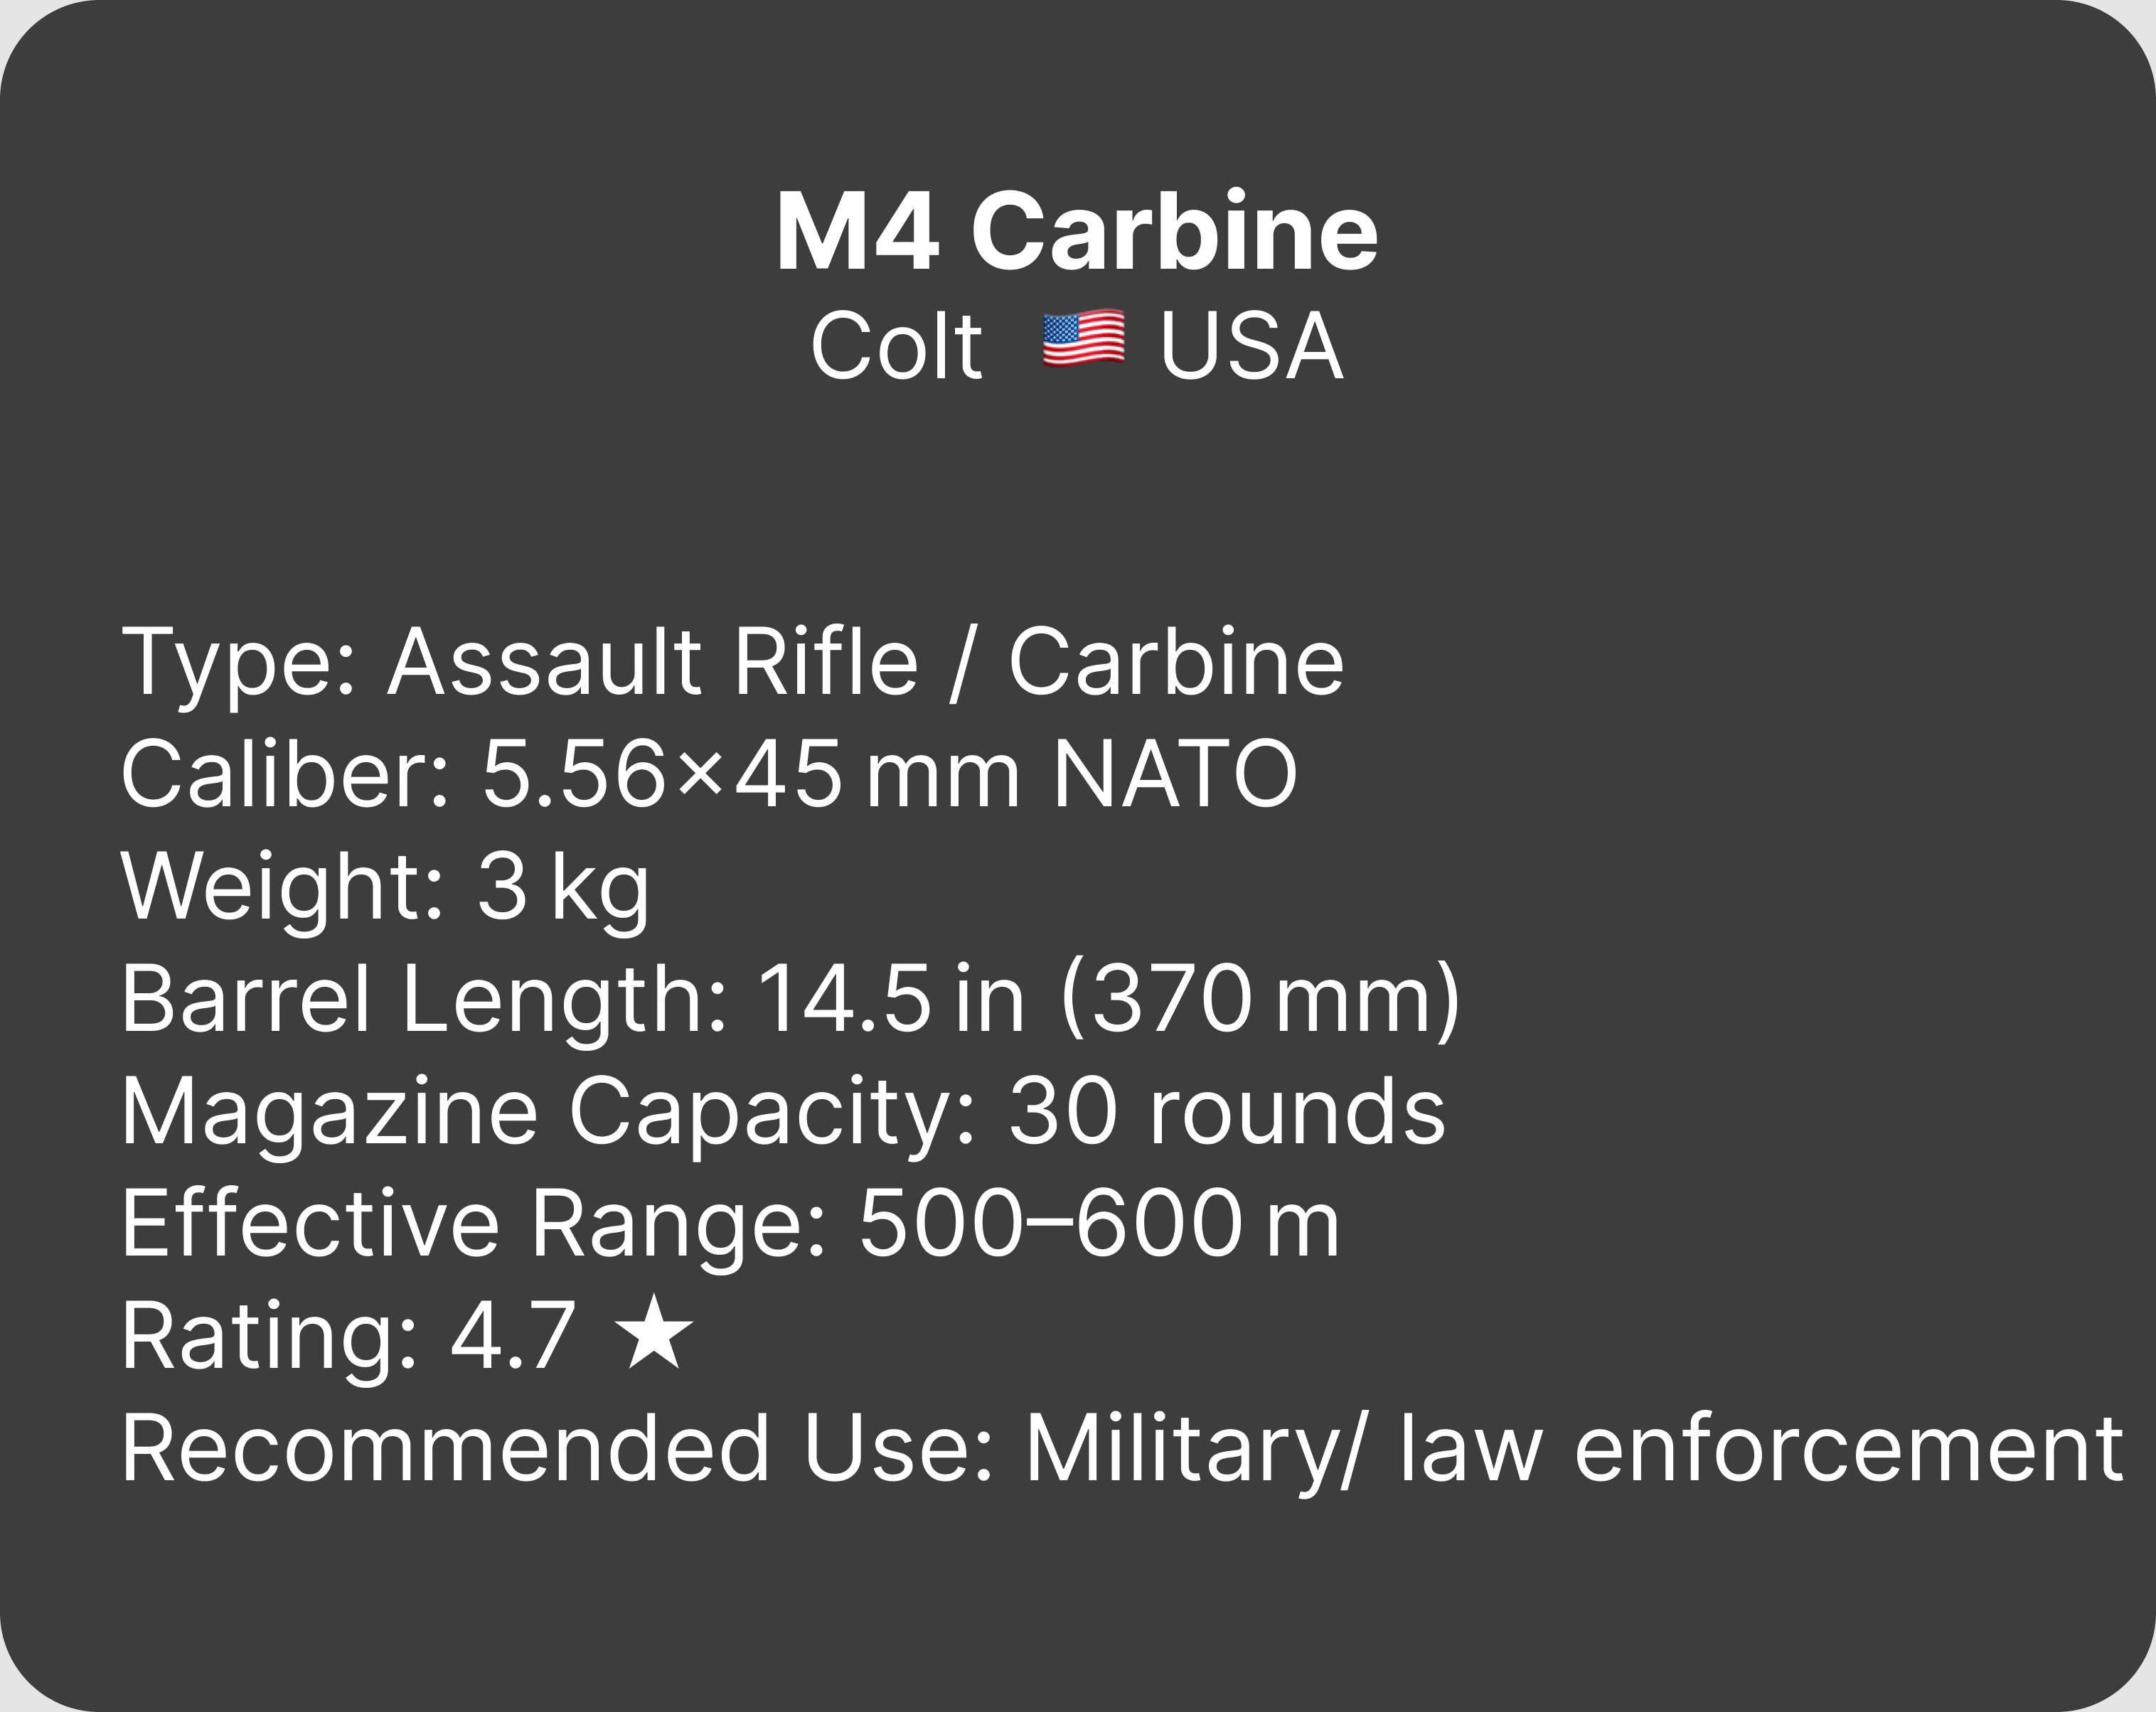 M4 Carbine
Colt 🇺🇸 USA
Type: Assault Rifle / Carbine
Caliber: 5.56×45 mm NATO
Weight: 3 kg
Barrel Length: 14.5 in (370 mm)
Magazine Capacity: 30 rounds
Effective Range: 500–600 m
Rating: 4.7 ★
Recommended Use: Military/ law enforcement